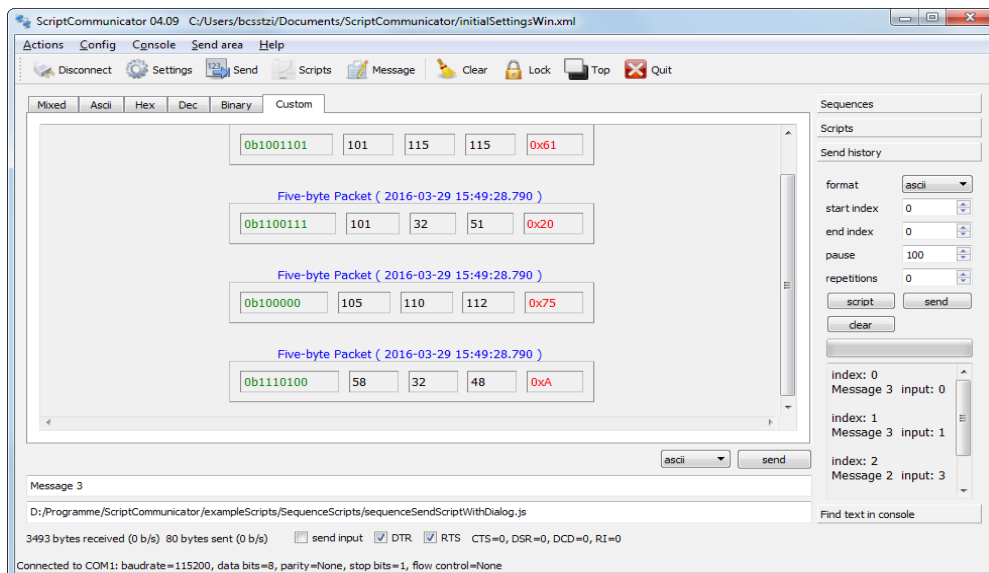 ScriptCommunicator 04.09 C:/Users/bcsstzi/Documents/ScriptCommunicator/initialSettingsWin.xml
Actions Config Console Send area Help
Disconnect Settings 123 Send Scripts Message Clear Lock Top Quit
Mixed Ascii Hex Dec Binary Custom
0b1001101 101 115 115 0x61
Five-byte Packet ( 2016-03-29 15:49:28.790 )
0b1100111 101 32 51 0x20
Five-byte Packet ( 2016-03-29 15:49:28.790 )
0b100000 105 110 112 0x75
Five-byte Packet ( 2016-03-29 15:49:28.790 )
0b1110100 58 32 48 0xA
ascii send
Sequences
Scripts
Send history
format ascii
start index 0
end index 0
pause 100
repetitions 0
script send
clear
index: 0
Message 3 input: 0
index: 1
Message 3 input: 1
index: 2
Message 2 input: 3
Find text in console
Message 3
D:/Programme/ScriptCommunicator/exampleScripts/SequenceScripts/sequenceSendScriptWithDialog.js
3493 bytes received (0 b/s) 80 bytes sent (0 b/s) send input DTR RTS CTS=0, DSR=0, DCD=0, RI=0
Connected to COM1: baudrate=115200, data bits=8, parity=None, stop bits=1, flow control=None